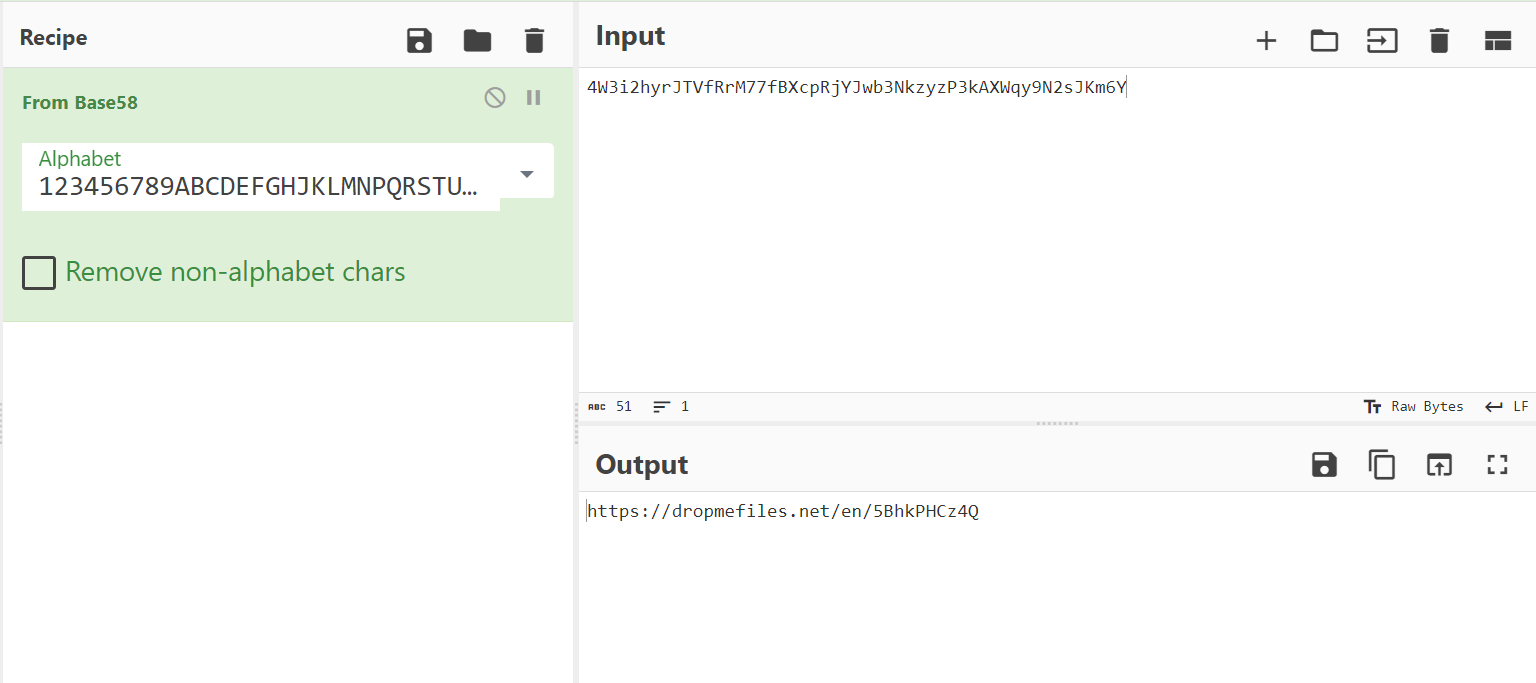 Recipe
From Base58
Alphabet
123456789ABCDEFGHJKLMNPQRSTU…
Remove non-alphabet chars
Input
4W3i2hyrJTVfRrM77fBXcpRjYJwb3NkzyzP3kAXWqy9N2sJKm6Y
ABC 51 1 Tт Raw Bytes LF
Output
https://dropmefiles.net/en/5BhkPHCz4Q